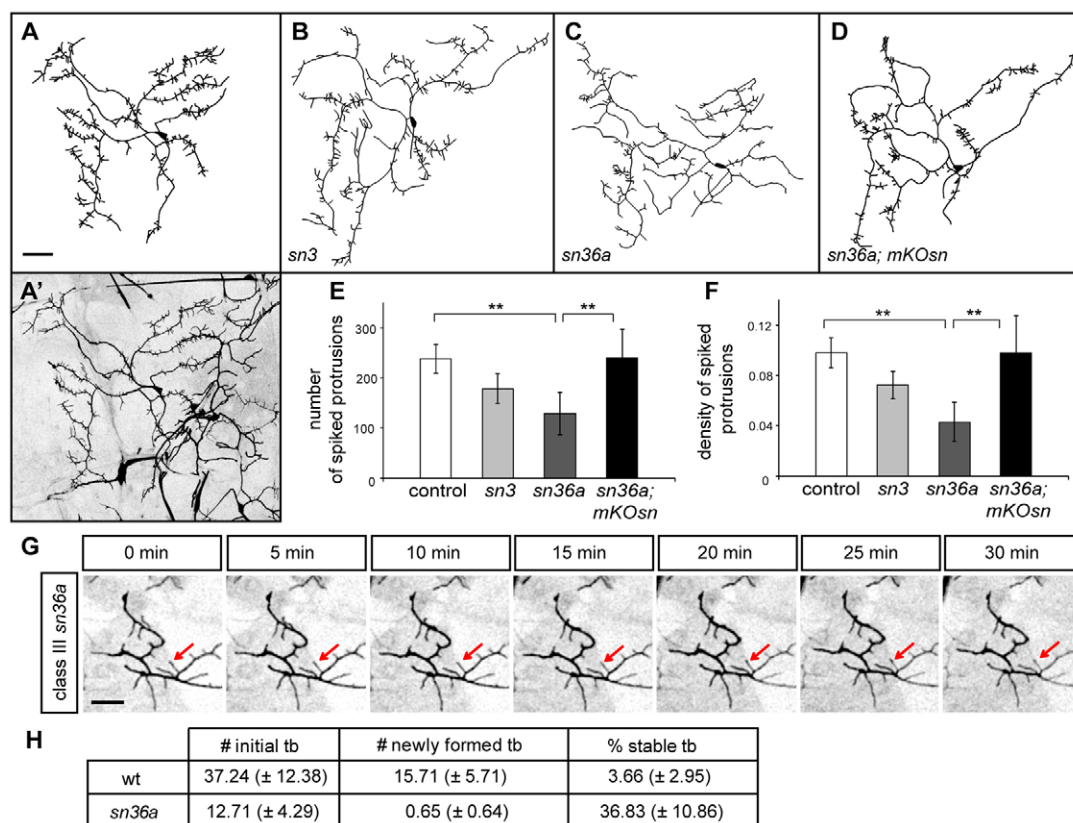 A
B
C
D
sn3
sn36a
sn36a; mKOsn
A'
E
F
**
**
**
**
number
of spiked protrusions
300
200
100
0
control
sn3
sn36a
sn36a;
mKOsn
density of spiked
protrusions
0.12
0.08
0.04
0
control
sn3
sn36a
sn36a;
mKOsn
G
0 min
5 min
10 min
15 min
20 min
25 min
30 min
class III sn36a
H
# initial tb
# newly formed tb
% stable tb
wt
37.24 (± 12.38)
15.71 (± 5.71)
3.66 (± 2.95)
sn36a
12.71 (± 4.29)
0.65 (± 0.64)
36.83 (± 10.86)